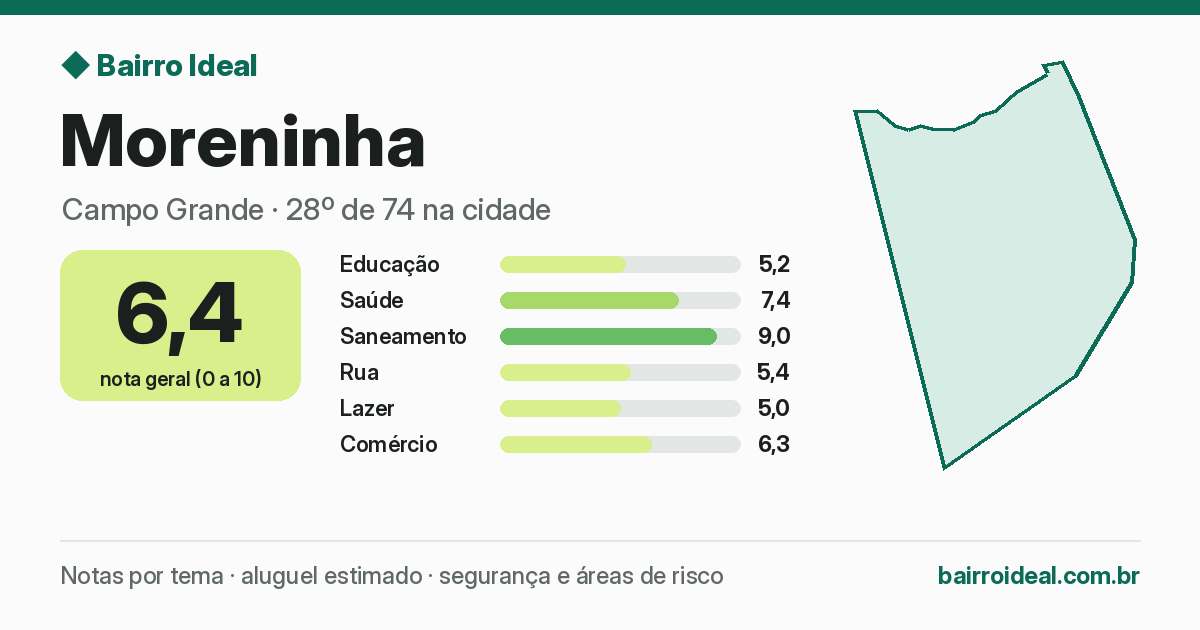 Bairro Ideal
Moreninha
Campo Grande · 28º de 74 na cidade
6,4
nota geral (0 a 10)
Educação 5,2
Saúde 7,4
Saneamento 9,0
Rua 5,4
Lazer 5,0
Comércio 6,3
Notas por tema · aluguel estimado · segurança e áreas de risco
bairroideal.com.br